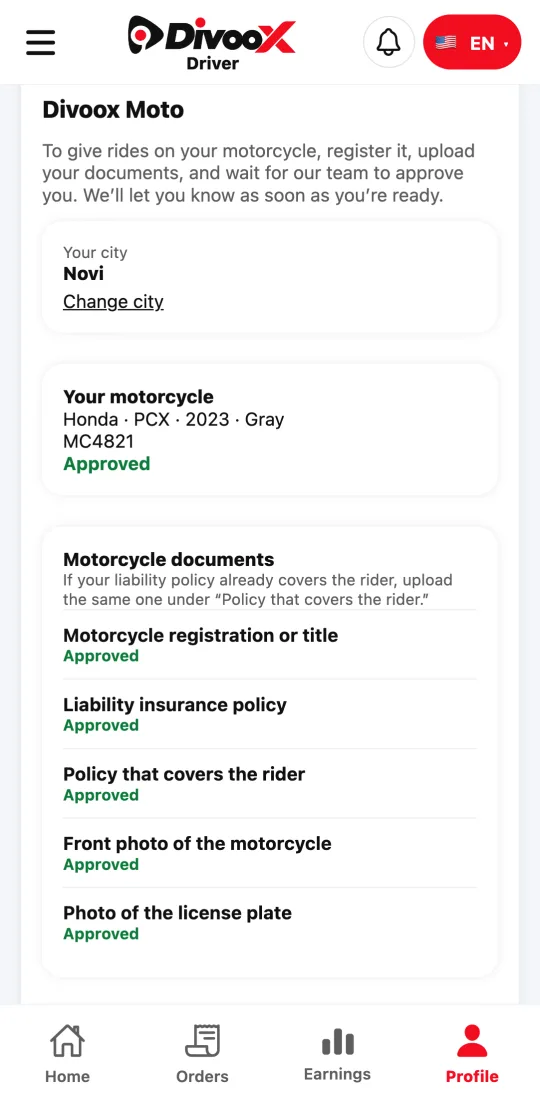 DivooX
Driver
EN
Divoox Moto
To give rides on your motorcycle, register it, upload
your documents, and wait for our team to approve
you. We’ll let you know as soon as you’re ready.
Your city
Novi
Change city
Your motorcycle
Honda · PCX · 2023 · Gray
MC4821
Approved
Motorcycle documents
If your liability policy already covers the rider, upload
the same one under “Policy that covers the rider.”
Motorcycle registration or title
Approved
Liability insurance policy
Approved
Policy that covers the rider
Approved
Front photo of the motorcycle
Approved
Photo of the license plate
Approved
Home
Orders
Earnings
Profile